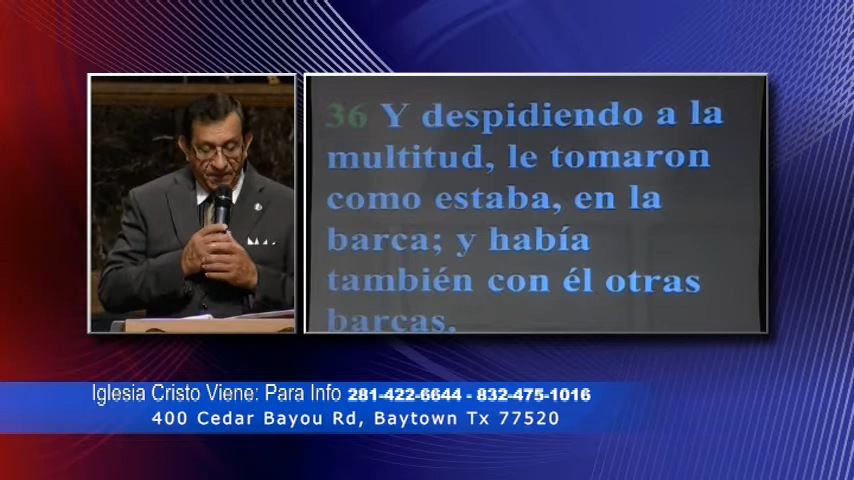 36 Y despidiendo a la
multitud, le tomaron
como estaba, en la
barca; y había
también con él otras
barcas.
Iglesia Cristo Viene: Para Info 281-422-6644 - 832-475-1016
400 Cedar Bayou Rd, Baytown Tx 77520